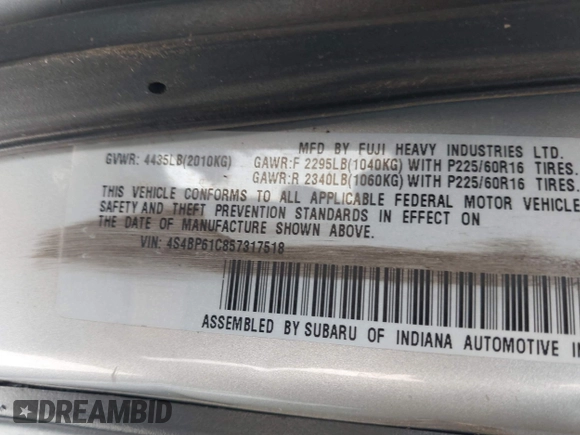 MFD BY FUJI HEAVY INDUSTRIES LTD.
GVWR: 4435LB(2010KG) GAWR:F 2295LB(1040KG) WITH P225/60R16 TIRES.
GAWR:R 2340LB(1060KG) WITH P225/60R16 TIRES.
THIS VEHICLE CONFORMS TO ALL APPLICABLE FEDERAL MOTOR VEHICLE
SAFETY AND THEFT PREVENTION STANDARDS IN EFFECT ON
THE DATE OF MANUFACTURE SHOWN ABOVE.
VIN: 4S4BP61C857317518
ASSEMBLED BY SUBARU OF INDIANA AUTOMOTIVE IN
DREAMBID